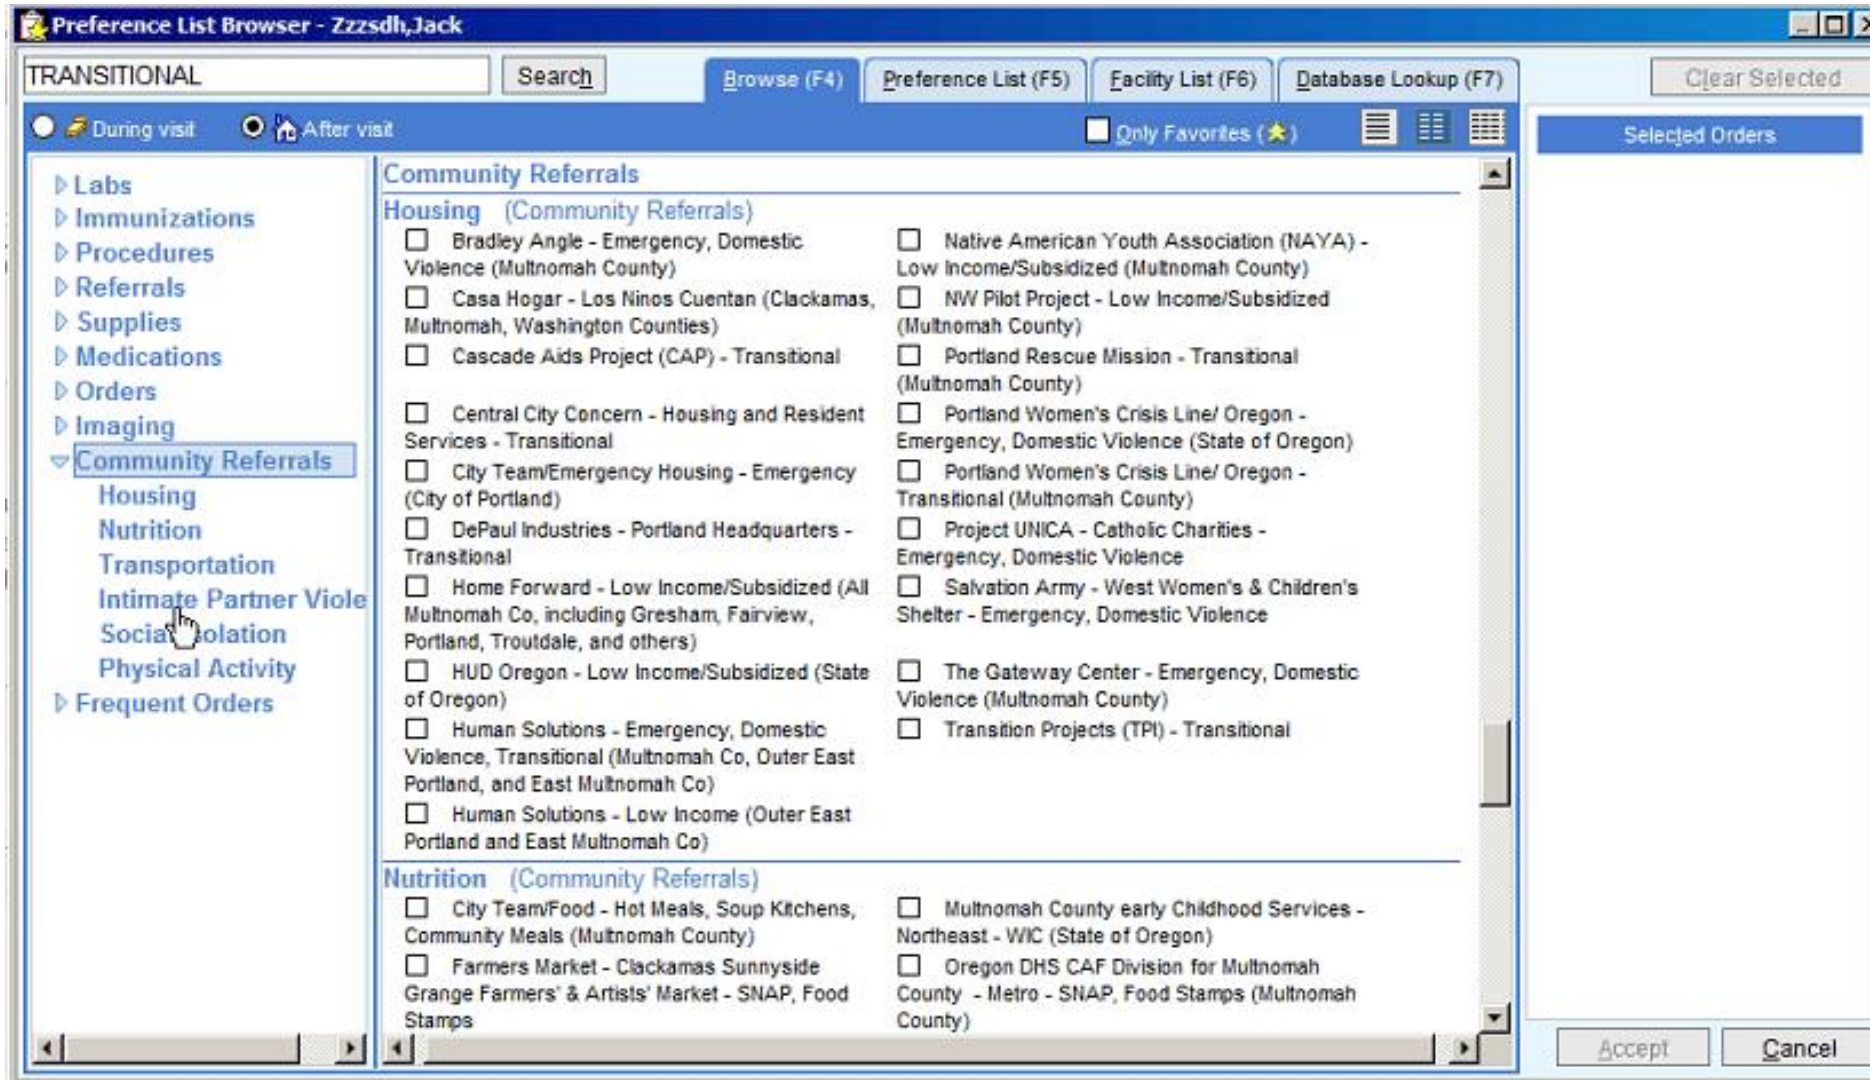 Preference List Browser - Zzzsdh,Jack
TRANSITIONAL
Search
Browse (F4)
Preference List (F5)
Facility List (F6)
Database Lookup (F7)
Clear Selected
During visit
After visit
Only Favorites ( )
Selected Orders
Labs
Immunizations
Procedures
Referrals
Supplies
Medications
Orders
Imaging
Community Referrals
Housing
Nutrition
Transportation
Intimate Partner Viole
Social Isolation
Physical Activity
Frequent Orders
Community Referrals
Housing (Community Referrals)
Bradley Angle - Emergency, Domestic
Violence (Multnomah County)
Casa Hogar - Los Ninos Cuentan (Clackamas,
Multnomah, Washington Counties)
Cascade Aids Project (CAP) - Transitional
Central City Concern - Housing and Resident
Services - Transitional
City Team/Emergency Housing - Emergency
(City of Portland)
DePaul Industries - Portland Headquarters -
Transitional
Home Forward - Low Income/Subsidized (All
Multnomah Co, including Gresham, Fairview,
Portland, Troutdale, and others)
HUD Oregon - Low Income/Subsidized (State
of Oregon)
Human Solutions - Emergency, Domestic
Violence, Transitional (Multnomah Co, Outer East
Portland, and East Multnomah Co)
Human Solutions - Low Income (Outer East
Portland and East Multnomah Co)
Native American Youth Association (NAYA) -
Low Income/Subsidized (Multnomah County)
NW Pilot Project - Low Income/Subsidized
(Multnomah County)
Portland Rescue Mission - Transitional
(Multnomah County)
Portland Women's Crisis Line/ Oregon -
Emergency, Domestic Violence (State of Oregon)
Portland Women's Crisis Line/ Oregon -
Transitional (Multnomah County)
Project UNICA - Catholic Charities -
Emergency, Domestic Violence
Salvation Army - West Women's & Children's
Shelter - Emergency, Domestic Violence
The Gateway Center - Emergency, Domestic
Violence (Multnomah County)
Transition Projects (TPI) - Transitional
Nutrition (Community Referrals)
City Team/Food - Hot Meals, Soup Kitchens,
Community Meals (Multnomah County)
Farmers Market - Clackamas Sunnyside
Grange Farmers' & Artists' Market - SNAP, Food
Stamps
Multnomah County early Childhood Services -
Northeast - WIC (State of Oregon)
Oregon DHS CAF Division for Multnomah
County - Metro - SNAP, Food Stamps (Multnomah
County)
Accept
Cancel